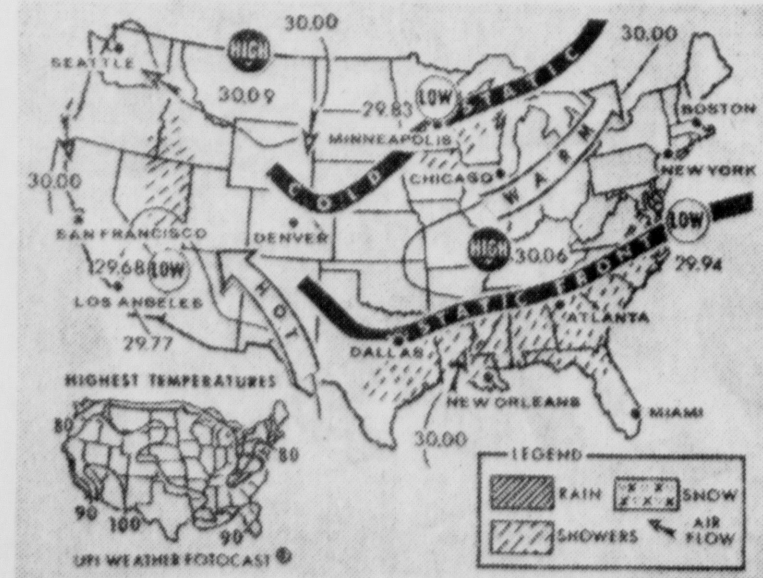 30.00
30.00
SEATTLE
HIGH
30.09
29.83
LOW
STATIC
MINNEAPOLIS
BOSTON
COLD
CHICAGO
WARM
NEW YORK
30.00
SAN FRANCISCO
DENVER
HIGH
30.06
LOW
29.94
29.68
LOW
LOS ANGELES
HOT
STATIC FRONT
ATLANTA
29.77
DALLAS
HIGHEST TEMPERATURES
NEW ORLEANS
MIAMI
30.00
80
80
90
100
90
UPI WEATHER FOTOCAST
LEGEND
RAIN
SNOW
SHOWERS
AIR
FLOW